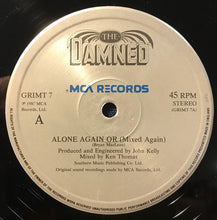 THE
DAMNED
MCA RECORDS
GRIMT 7
℗ 1987 MCA
Records, Ltd.
A
45 RPM
STEREO
(GRIMT 7A)
ALONE AGAIN OR (Mixed Again)
(Bryan MacLean)
Produced and Engineered by John Kelly
Mixed by Ken Thomas
Southern Music Publishing Co. Ltd.
Original sound recordings made by MCA Records Ltd.